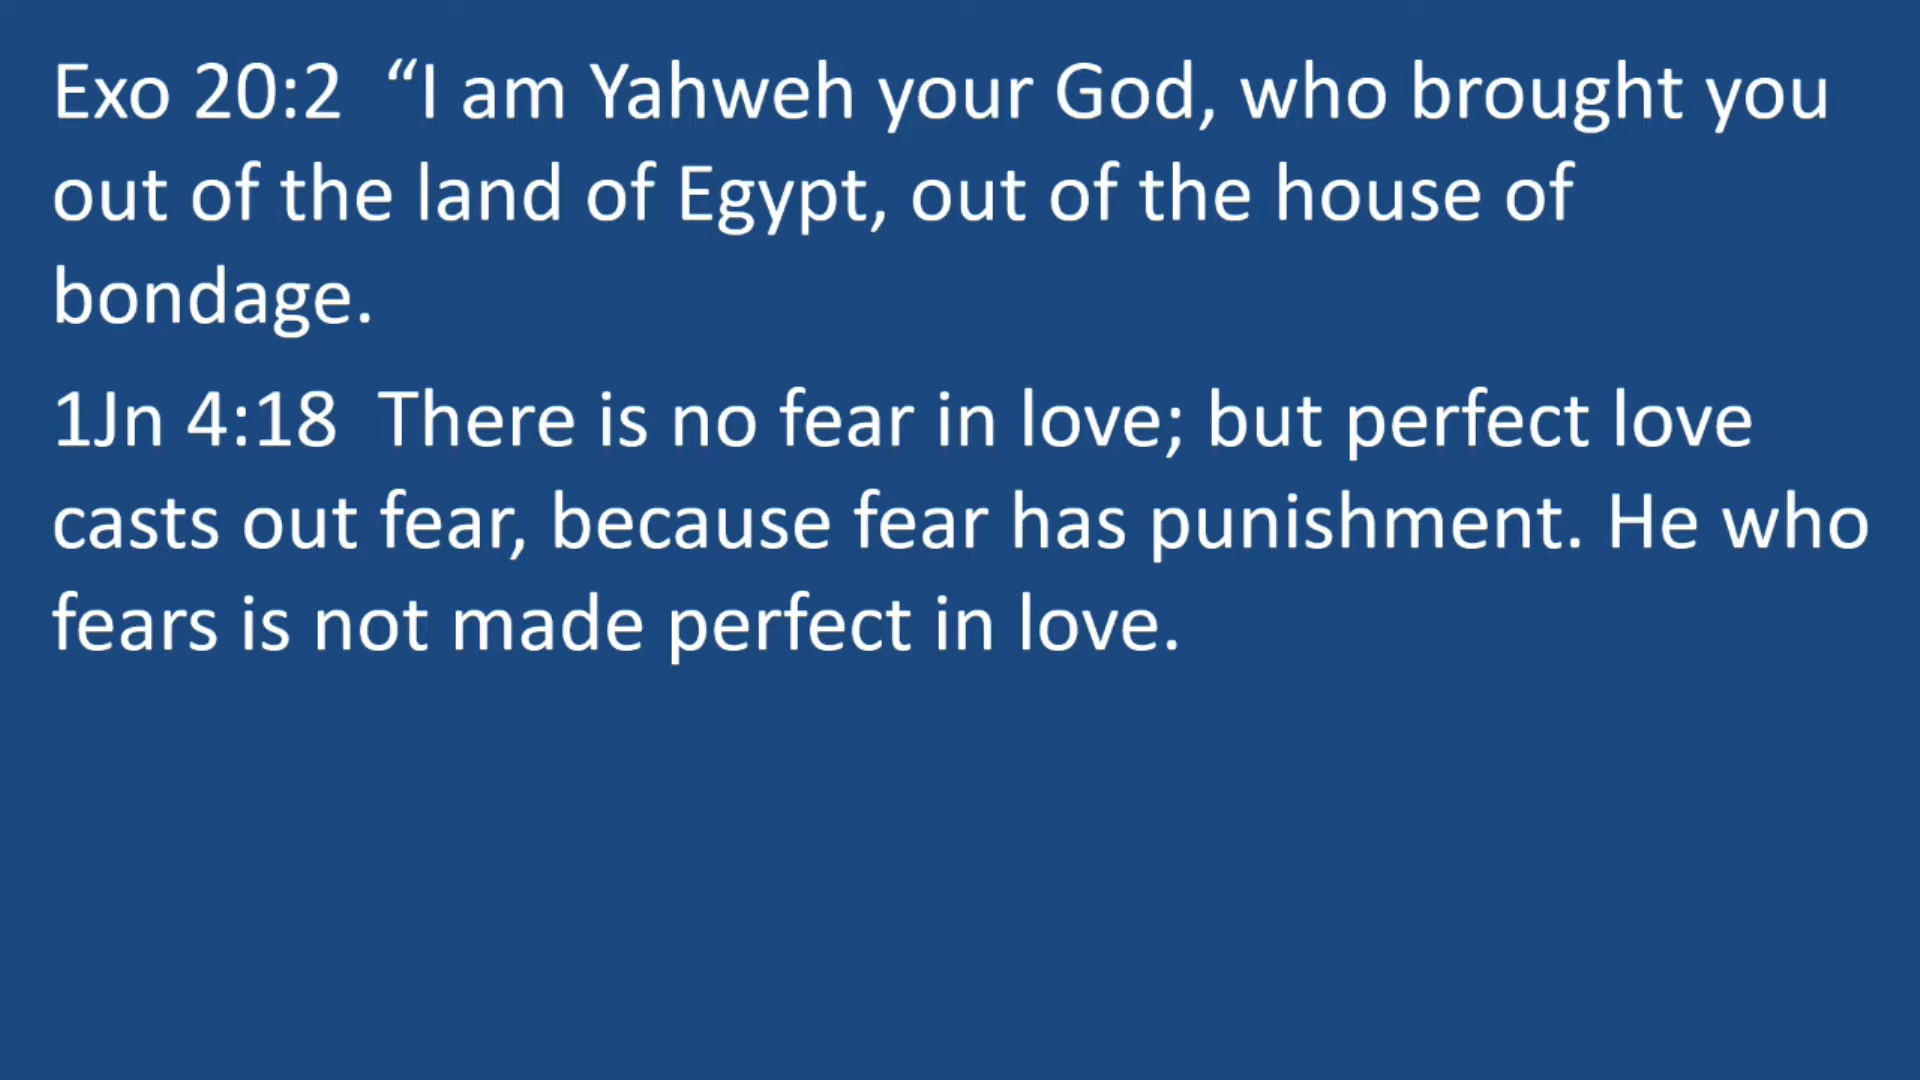 Exo 20:2  “I am Yahweh your God, who brought you
out of the land of Egypt, out of the house of
bondage.
1Jn 4:18  There is no fear in love; but perfect love
casts out fear, because fear has punishment. He who
fears is not made perfect in love.